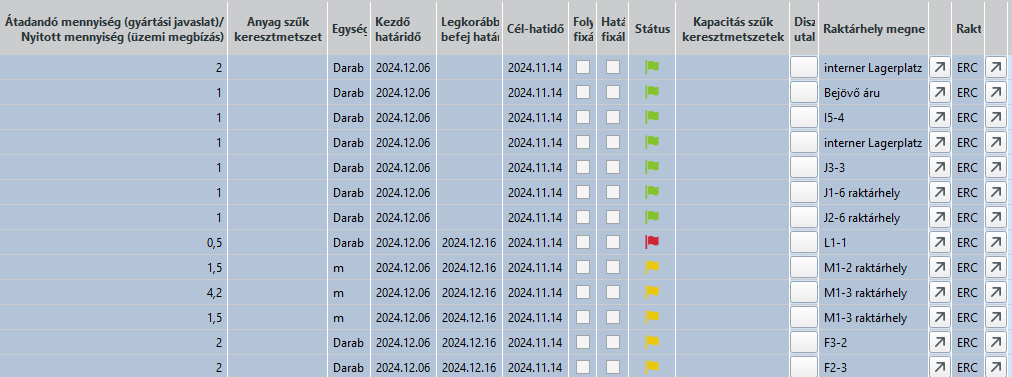 Átadandó mennyiség (gyártási javaslat)/ Nyitott mennyiség (üzemi megbízás) Anyag szűk keresztmetszet Egység Kezdő határidő Legkorább befej hatái Cél-hatidő Foly fixá Hatá fixál Státus Kapacitás szűk keresztmetszetek Disz utal Raktárhely megne Rakt
2 Darab 2024.12.06 2024.11.14 interner Lagerplatz ERC
1 Darab 2024.12.06 2024.11.14 Bejövő áru ERC
1 Darab 2024.12.06 2024.11.14 I5-4 ERC
1 Darab 2024.12.06 2024.11.14 interner Lagerplatz ERC
1 Darab 2024.12.06 2024.11.14 J3-3 ERC
1 Darab 2024.12.06 2024.11.14 J1-6 raktárhely ERC
1 Darab 2024.12.06 2024.11.14 J2-6 raktárhely ERC
0,5 Darab 2024.12.06 2024.12.16 2024.11.14 L1-1 ERC
1,5 m 2024.12.06 2024.12.16 2024.11.14 M1-2 raktárhely ERC
4,2 m 2024.12.06 2024.12.16 2024.11.14 M1-3 raktárhely ERC
1,5 m 2024.12.06 2024.12.16 2024.11.14 M1-3 raktárhely ERC
2 Darab 2024.12.06 2024.12.16 2024.11.14 F3-2 ERC
2 Darab 2024.12.06 2024.12.16 2024.11.14 F2-3 ERC